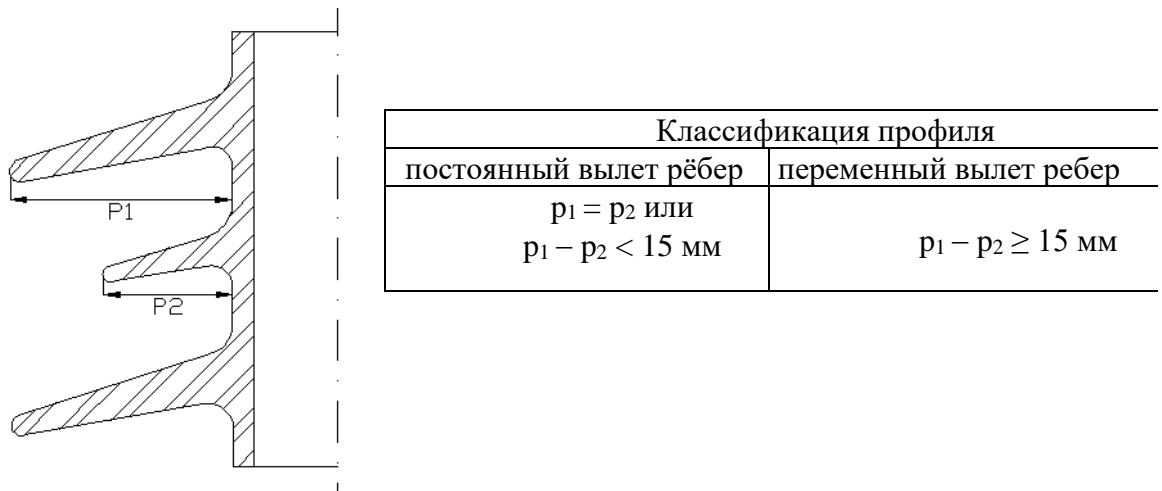 P1
P2
Классификация профиля
постоянный вылет рёбер
переменный вылет ребер
p₁ = p₂ или
p₁ – p₂ < 15 мм
p₁ – p₂ ≥ 15 мм